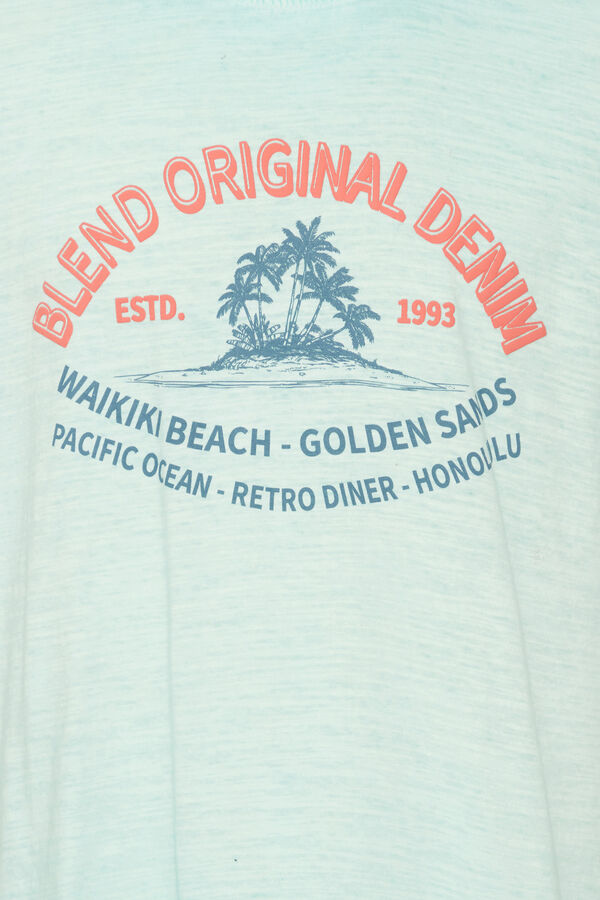 BLEND ORIGINAL DENIM
ESTD. 1993
WAIKIKI BEACH - GOLDEN SANDS
PACIFIC OCEAN - RETRO DINER - HONOLULU